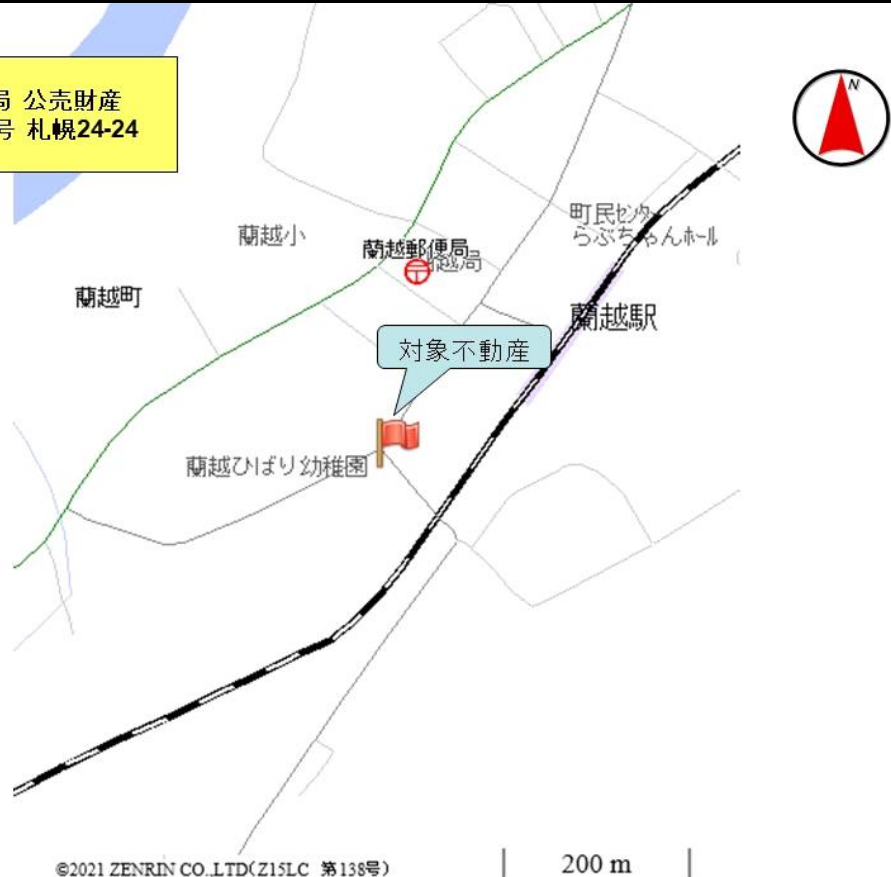 局 公売財産
号 札幌24-24
N
町民センター
らぶちゃんホール
蘭越小
蘭越郵便局
越局
蘭越町
蘭越駅
対象不動産
蘭越ひばり幼稚園
©2021 ZENRIN CO.,LTD(Z15LC 第138号)
200 m